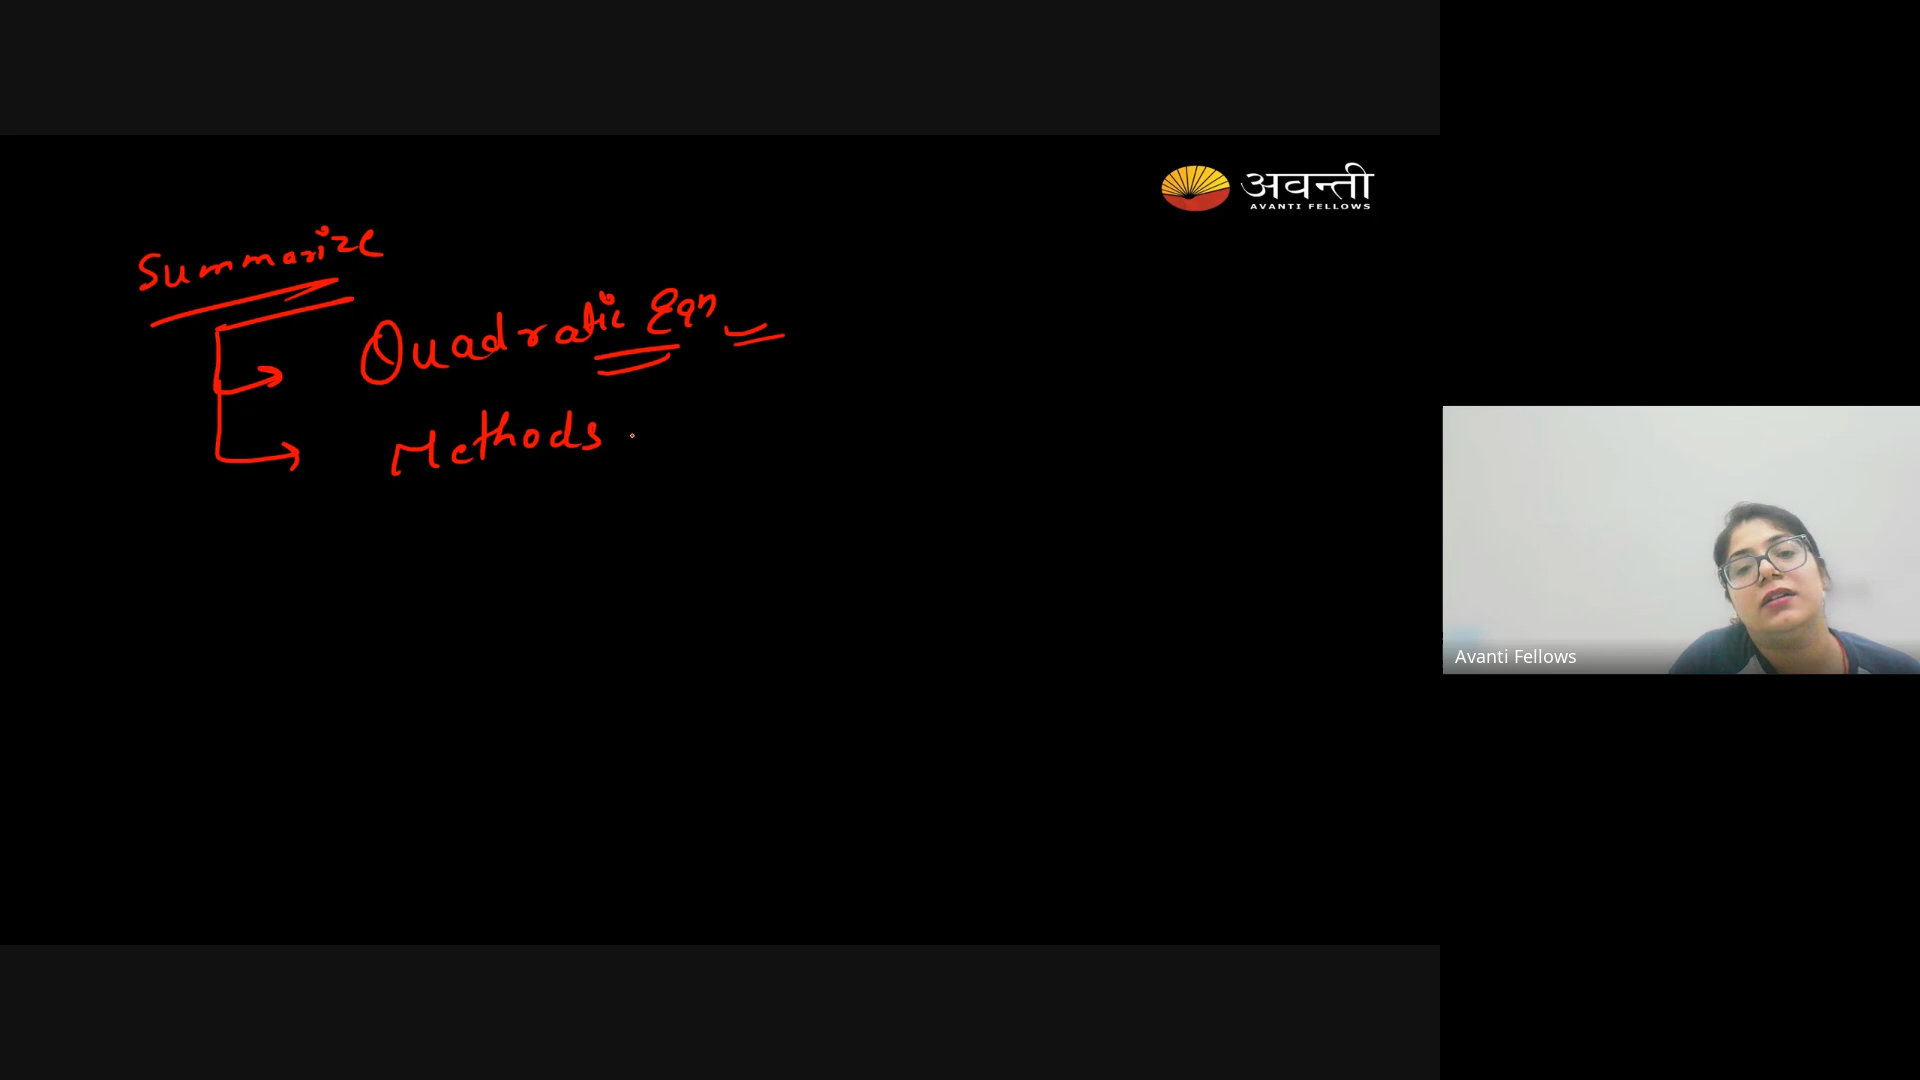 अवन्ती
AVANTI FELLOWS
Summarize
Quadratic Eqn
Methods
Avanti Fellows